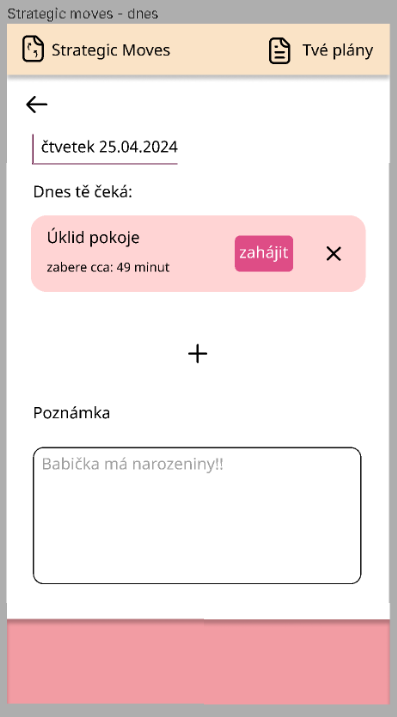 Strategic moves - dnes
Strategic Moves
Tvé plány
čtvetek 25.04.2024
Dnes tě čeká:
Úklid pokoje
zabere cca: 49 minut
zahájit
Poznámka
Babička má narozeniny!!